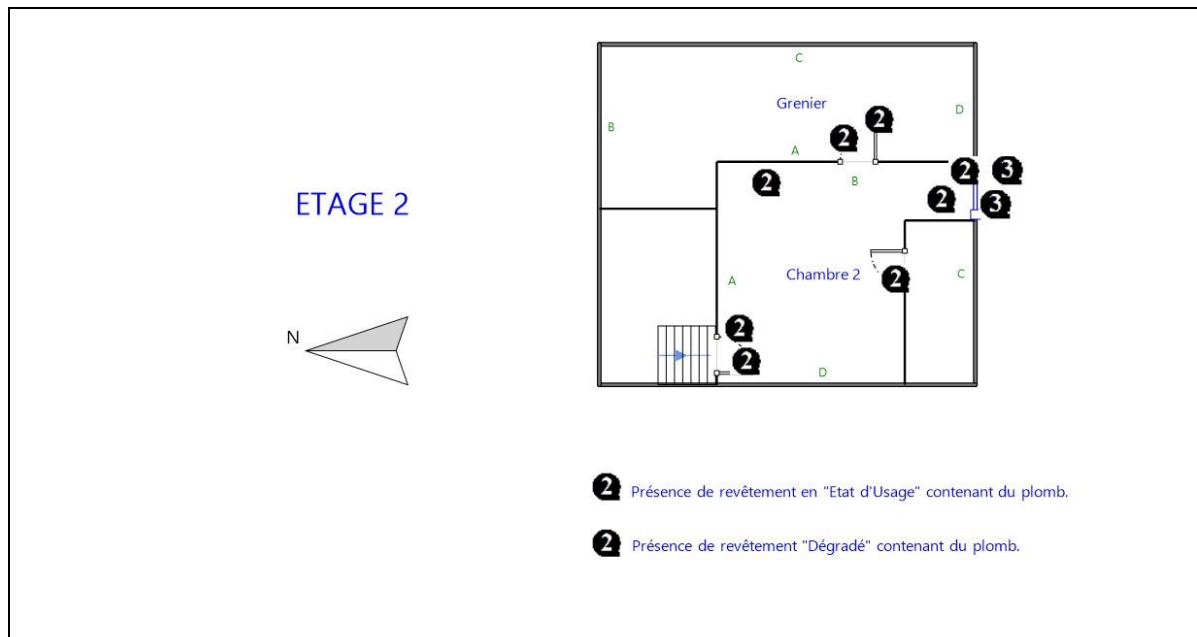 C
Grenier
D
2
2
B
A
2
B
2
3
2
3
ETAGE 2
Chambre 2
2
A
C
N
2
2
D
2 Présence de revêtement en "Etat d'Usage" contenant du plomb.
2 Présence de revêtement "Dégradé" contenant du plomb.